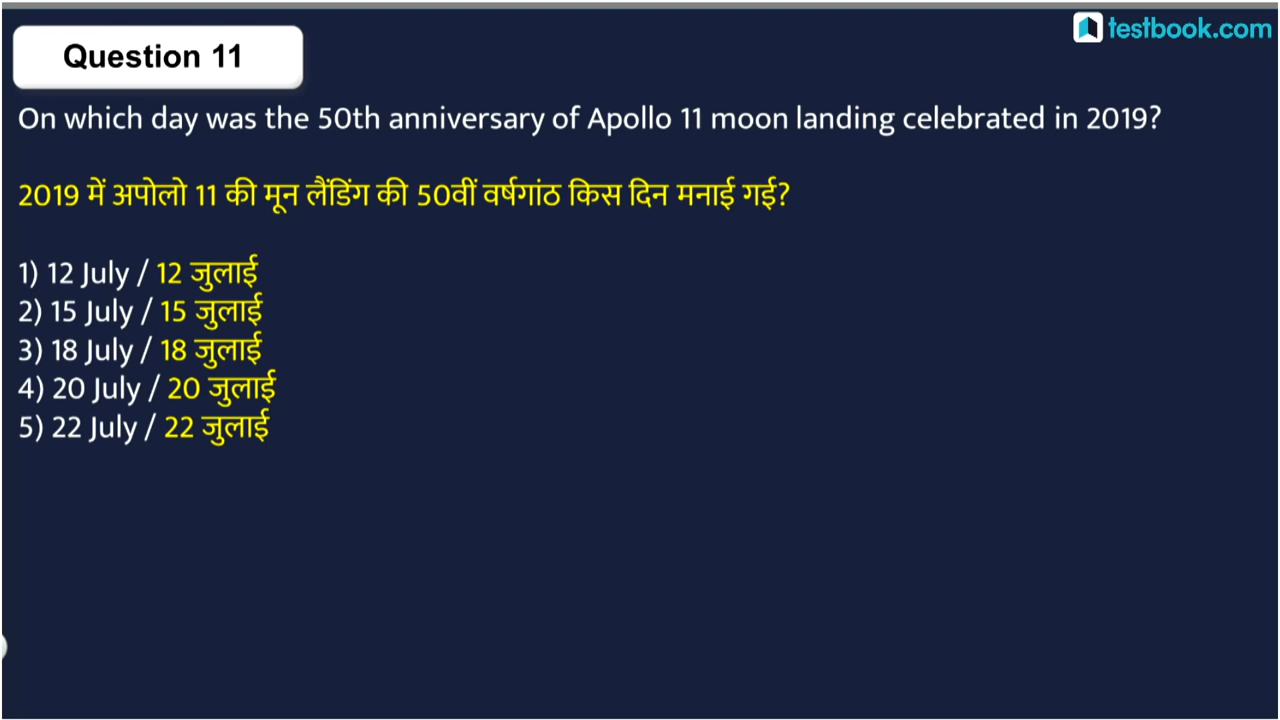 testbook.com
Question 11
On which day was the 50th anniversary of Apollo 11 moon landing celebrated in 2019?
2019 में अपोलो 11 की मून लैंडिंग की 50वीं वर्षगांठ किस दिन मनाई गई?
1) 12 July / 12 जुलाई
2) 15 July / 15 जुलाई
3) 18 July / 18 जुलाई
4) 20 July / 20 जुलाई
5) 22 July / 22 जुलाई